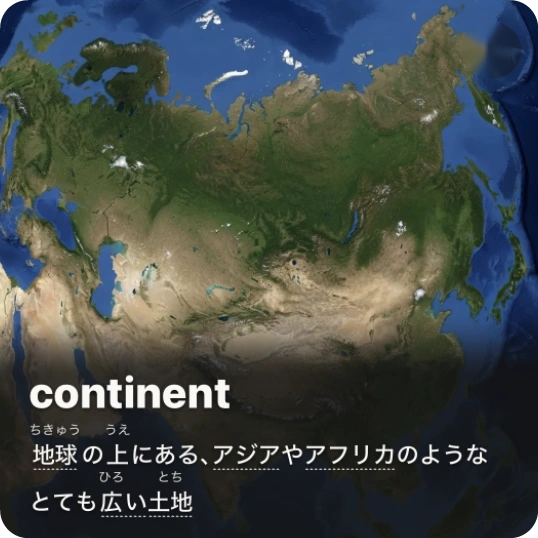 continent
ちきゅう うえ
地球の上にある、アジアやアフリカのような
ひろ とち
とても広い土地